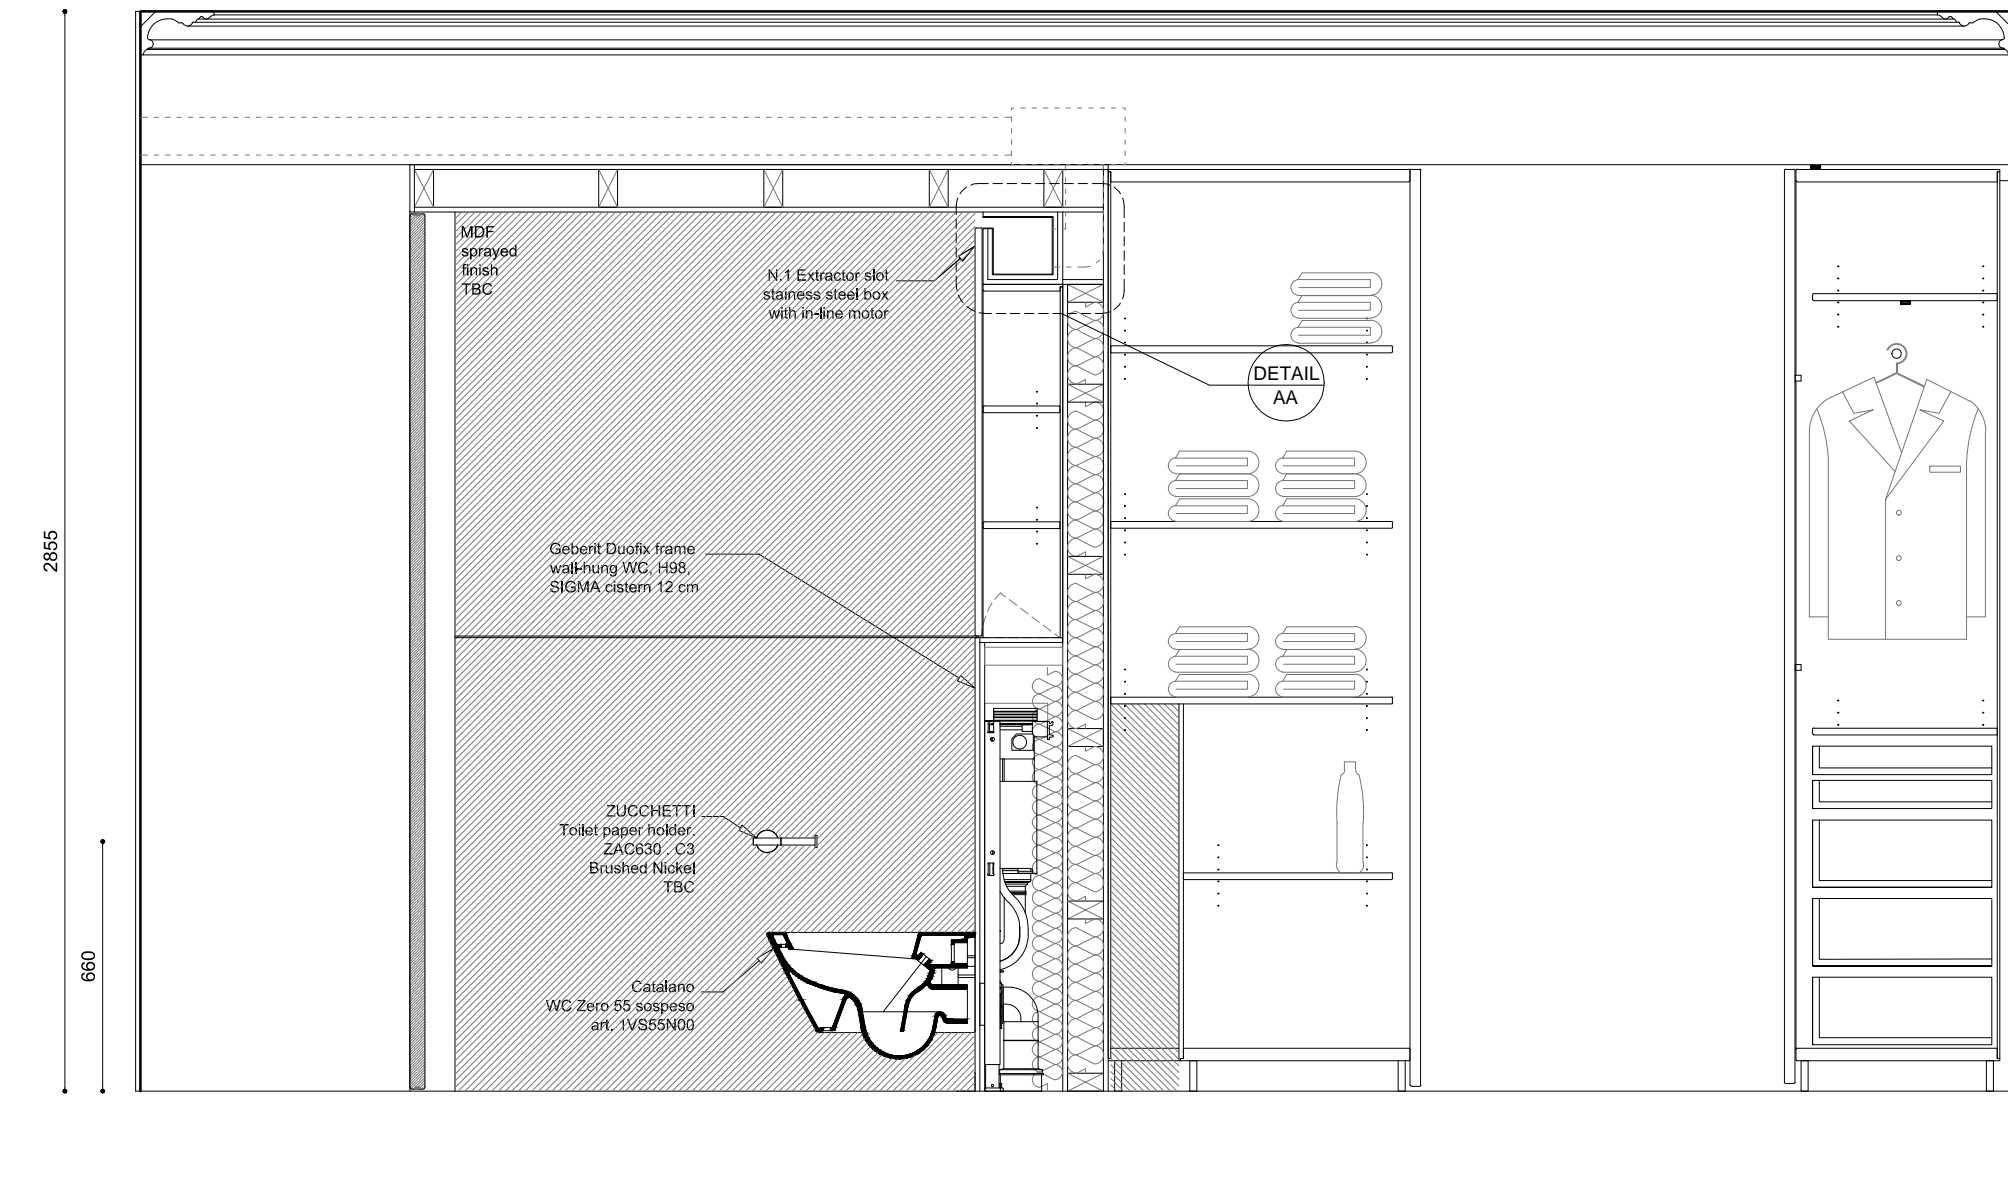 MDF
sprayed
finish
TBC
N.1 Extractor slot
stainess steel box
with in-line motor
DETAIL
AA
2855
Geberit Duofix frame
wall-hung WC, H98,
SIGMA cistern 12 cm
ZUCCHETTI
Toilet paper holder.
ZAC630 . C3
Brushed Nickel
TBC
660
Catalano
WC Zero 55 sospeso
art. 1VS55N00